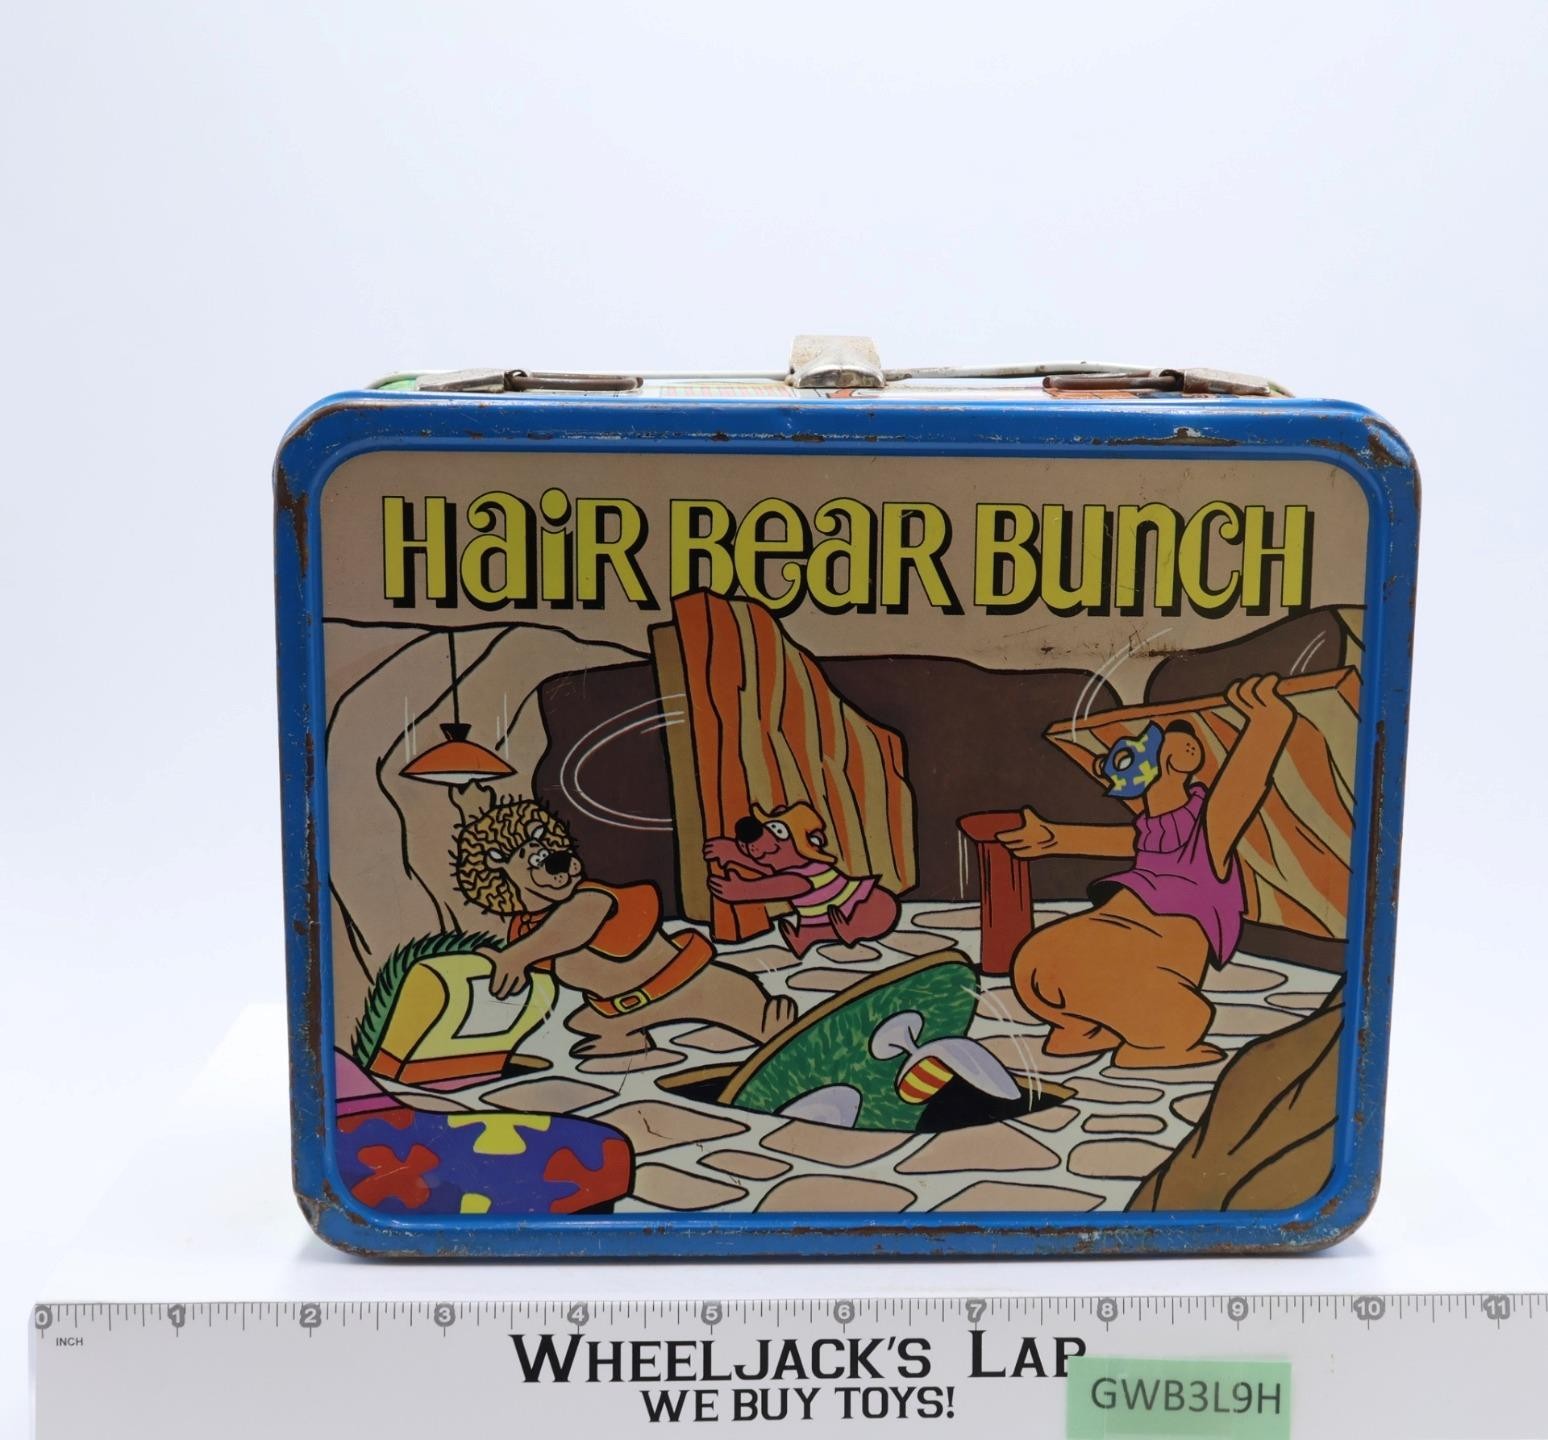 HaiR BeaR BUNCH
0 1 2 3 4 5 6 7 8 9 10 11
INCH
WHEELJACK'S LAB
WE BUY TOYS!
GWB3L9H